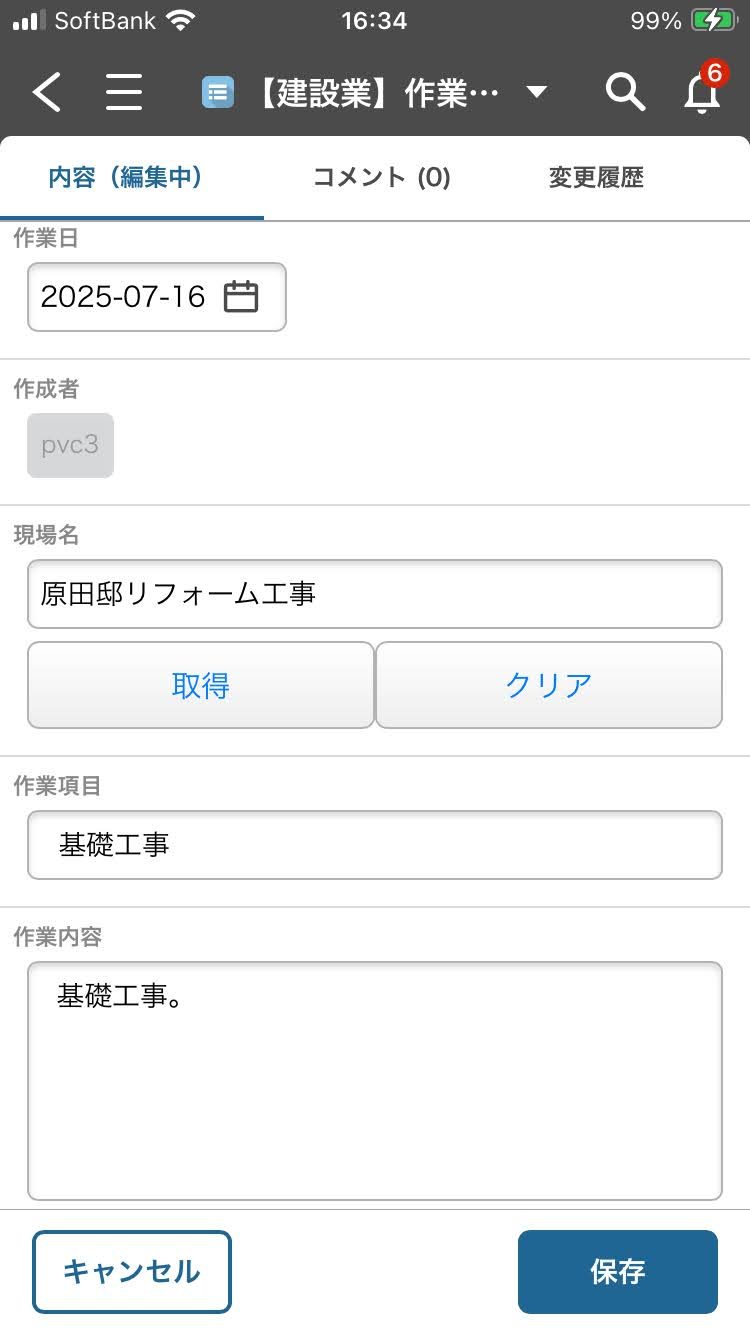 SoftBank 16:34 99%
【建設業】作業… 6
内容（編集中） コメント (0) 変更履歴
作業日
2025-07-16
作成者
pvc3
現場名
原田邸リフォーム工事
取得 クリア
作業項目
基礎工事
作業内容
基礎工事。
キャンセル 保存